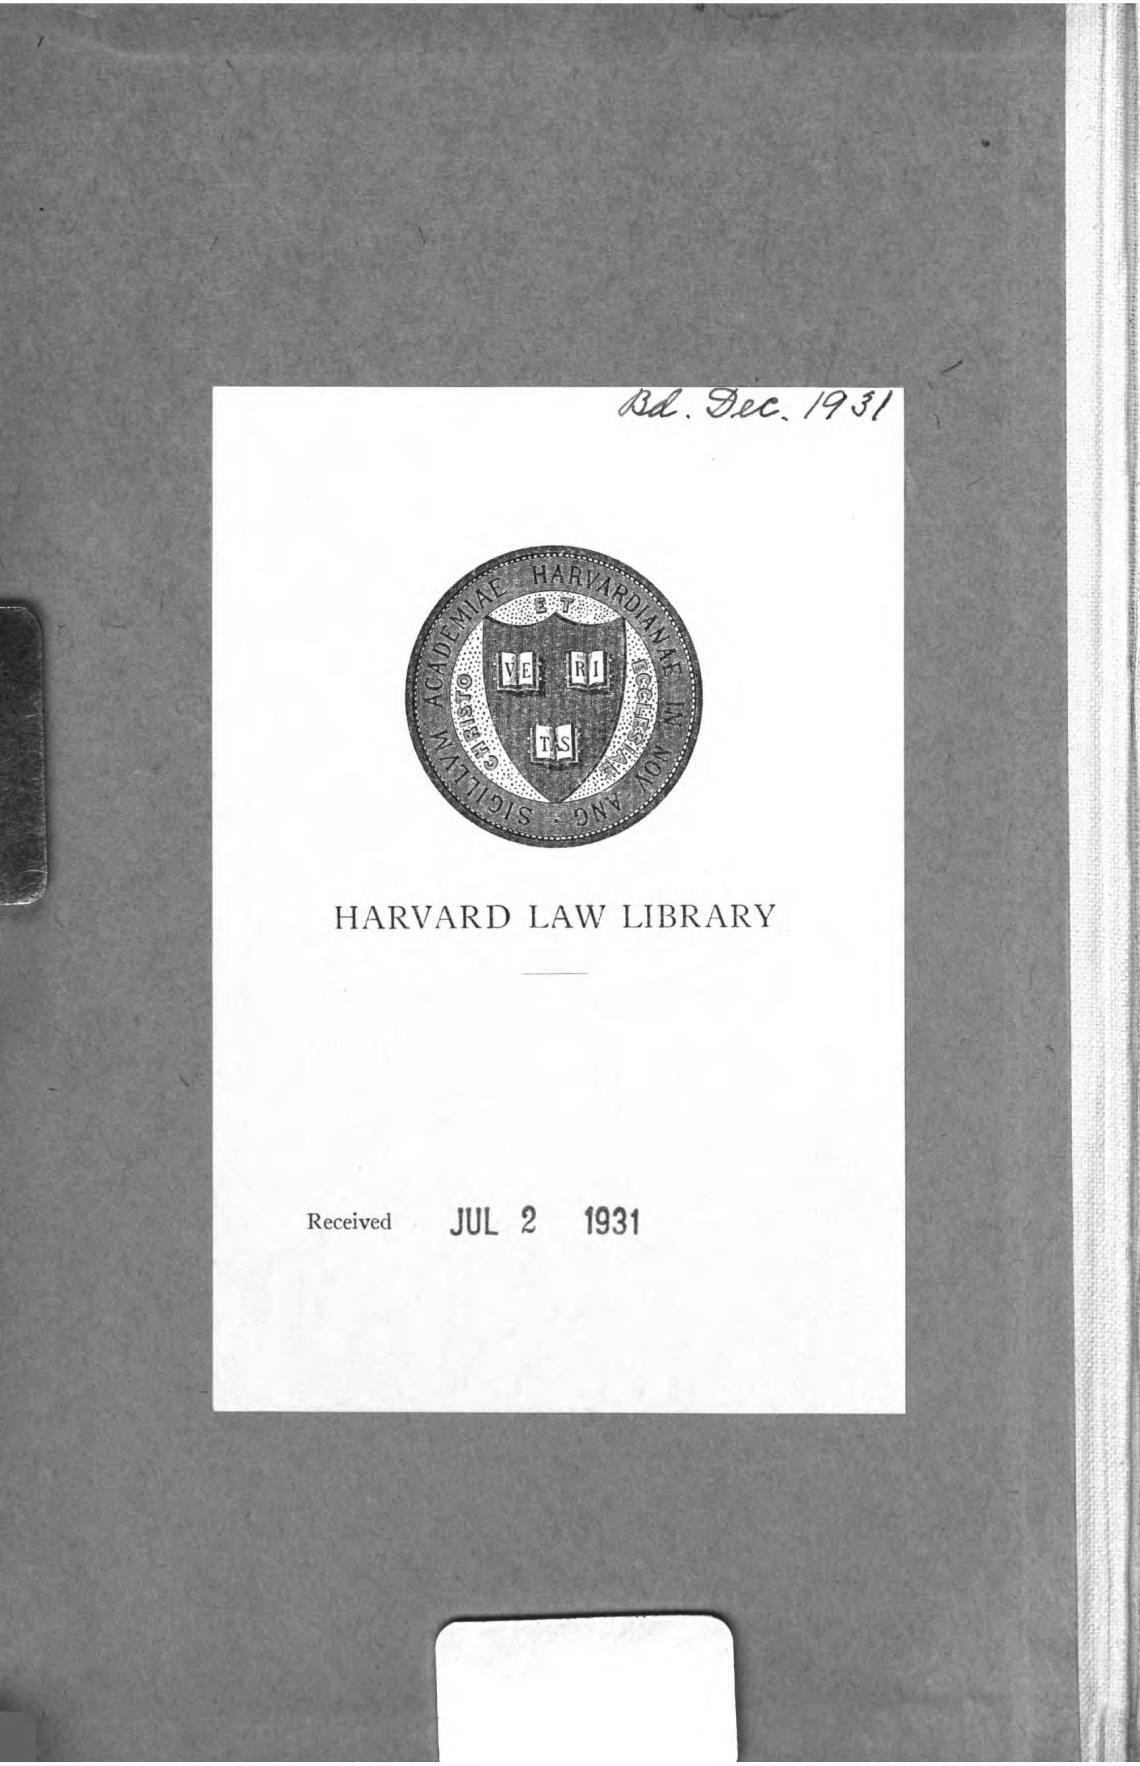 Bd. Dec. 1931
SIGILLVM ACADEMIAE HARVARDIANAE IN NOV ANG
CHRISTO ET ECCLESIAE
VE RI
TAS
HARVARD LAW LIBRARY
Received JUL 2 1931